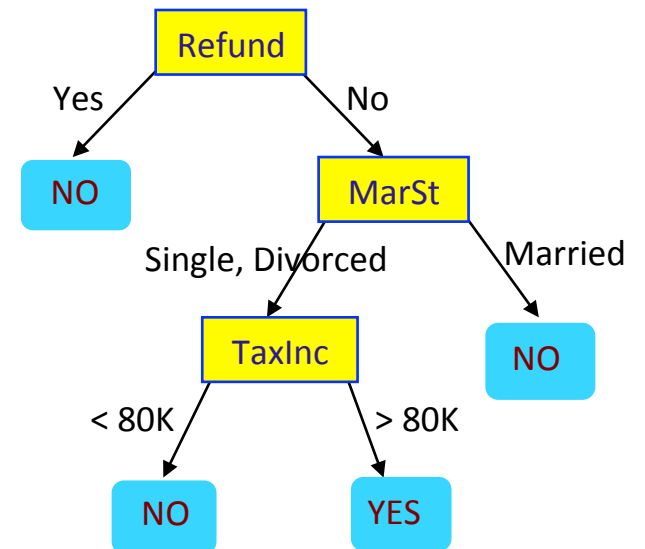 Refund
Yes
No
NO
MarSt
Single, Divorced
Married
TaxInc
NO
< 80K
> 80K
NO
YES